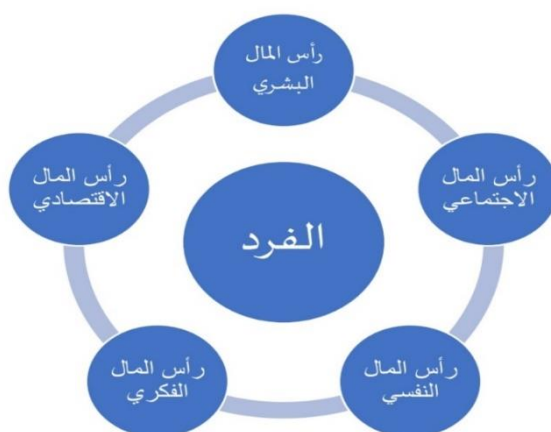 رأس المال
البشري
رأس المال
الاجتماعي
رأس المال
الاقتصادي
الفرد
رأس المال
النفسي
رأس المال
الفكري